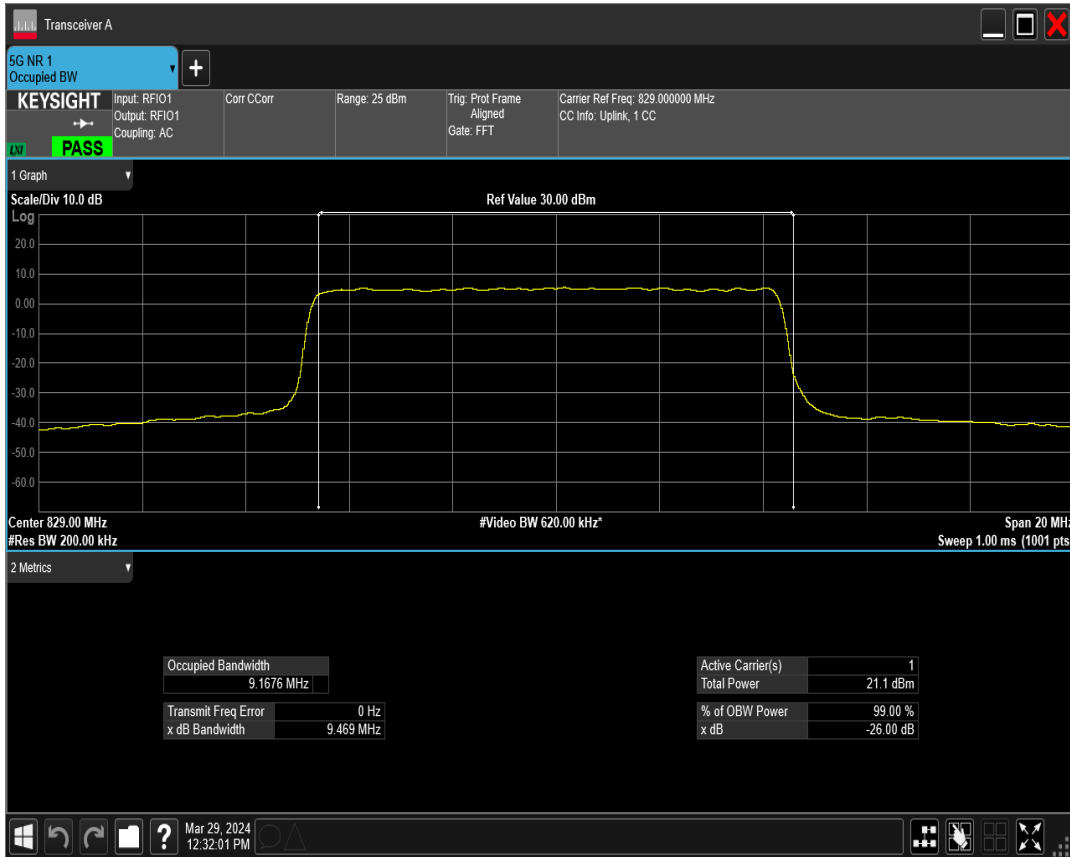 Transceiver A
5G NR 1
Occupied BW
+
KEYSIGHT
LXI
PASS
Input: RFIO1
Output: RFIO1
Coupling: AC
Corr CCorr
Range: 25 dBm
Trig: Prot Frame
Aligned
Gate: FFT
Carrier Ref Freq: 829.000000 MHz
CC Info: Uplink, 1 CC
1 Graph
Scale/Div 10.0 dB
Ref Value 30.00 dBm
Log
20.0
10.0
0.00
-10.0
-20.0
-30.0
-40.0
-50.0
-60.0
Center 829.00 MHz
#Video BW 620.00 kHz*
Span 20 MHz
#Res BW 200.00 kHz
Sweep 1.00 ms (1001 pts
2 Metrics
Occupied Bandwidth
9.1676 MHz
Transmit Freq Error 0 Hz
x dB Bandwidth 9.469 MHz
Active Carrier(s) 1
Total Power 21.1 dBm
% of OBW Power 99.00 %
x dB -26.00 dB
?
Mar 29, 2024
12:32:01 PM